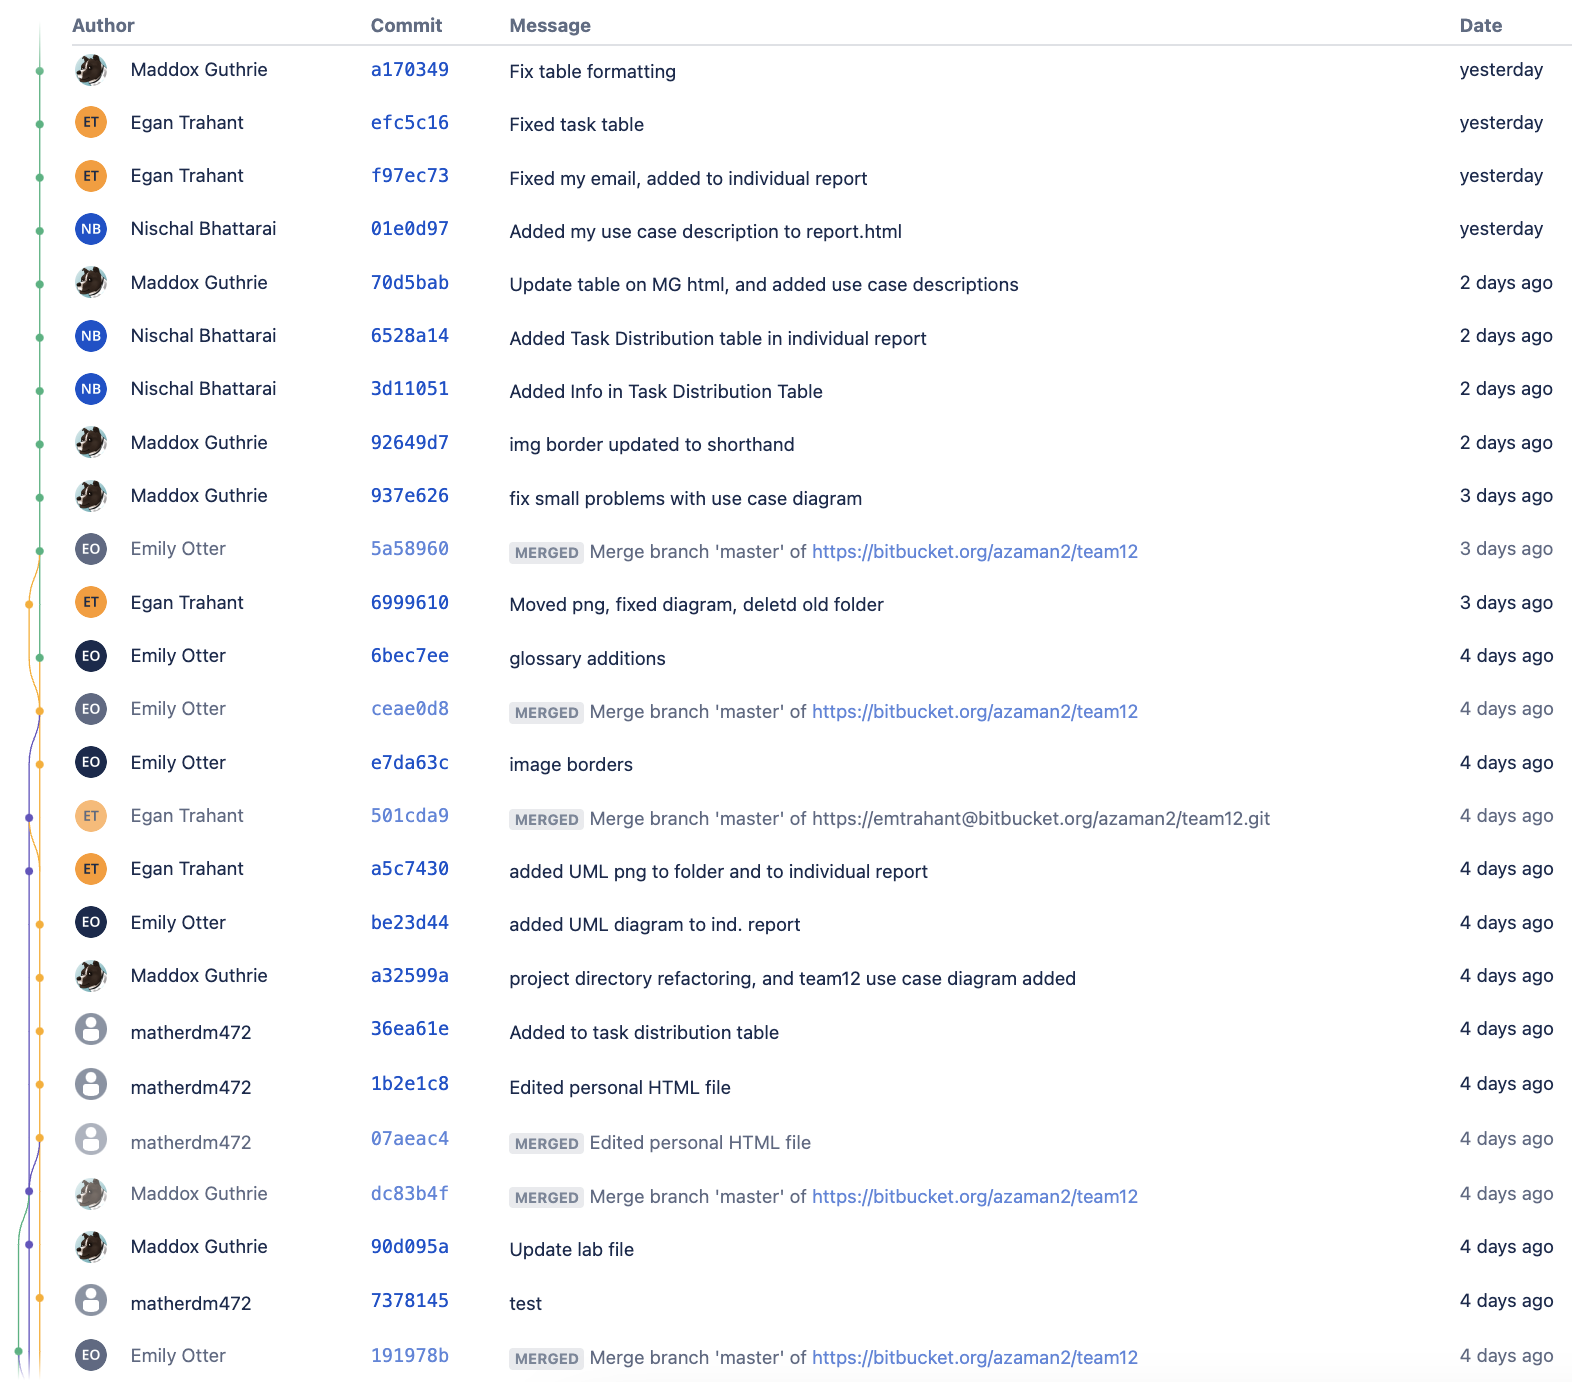 Author Commit Message Date
Maddox Guthrie a170349 Fix table formatting yesterday
ET Egan Trahant efc5c16 Fixed task table yesterday
ET Egan Trahant f97ec73 Fixed my email, added to individual report yesterday
NB Nischal Bhattarai 01e0d97 Added my use case description to report.html yesterday
Maddox Guthrie 70d5bab Update table on MG html, and added use case descriptions 2 days ago
NB Nischal Bhattarai 6528a14 Added Task Distribution table in individual report 2 days ago
NB Nischal Bhattarai 3d11051 Added Info in Task Distribution Table 2 days ago
Maddox Guthrie 92649d7 img border updated to shorthand 2 days ago
Maddox Guthrie 937e626 fix small problems with use case diagram 3 days ago
EO Emily Otter 5a58960 MERGED Merge branch 'master' of https://bitbucket.org/azaman2/team12 3 days ago
ET Egan Trahant 6999610 Moved png, fixed diagram, deletd old folder 3 days ago
EO Emily Otter 6bec7ee glossary additions 4 days ago
EO Emily Otter ceae0d8 MERGED Merge branch 'master' of https://bitbucket.org/azaman2/team12 4 days ago
EO Emily Otter e7da63c image borders 4 days ago
ET Egan Trahant 501cda9 MERGED Merge branch 'master' of https://emtrahant@bitbucket.org/azaman2/team12.git 4 days ago
ET Egan Trahant a5c7430 added UML png to folder and to individual report 4 days ago
EO Emily Otter be23d44 added UML diagram to ind. report 4 days ago
Maddox Guthrie a32599a project directory refactoring, and team12 use case diagram added 4 days ago
matherdm472 36ea61e Added to task distribution table 4 days ago
matherdm472 1b2e1c8 Edited personal HTML file 4 days ago
matherdm472 07aeac4 MERGED Edited personal HTML file 4 days ago
Maddox Guthrie dc83b4f MERGED Merge branch 'master' of https://bitbucket.org/azaman2/team12 4 days ago
Maddox Guthrie 90d095a Update lab file 4 days ago
matherdm472 7378145 test 4 days ago
EO Emily Otter 191978b MERGED Merge branch 'master' of https://bitbucket.org/azaman2/team12 4 days ago